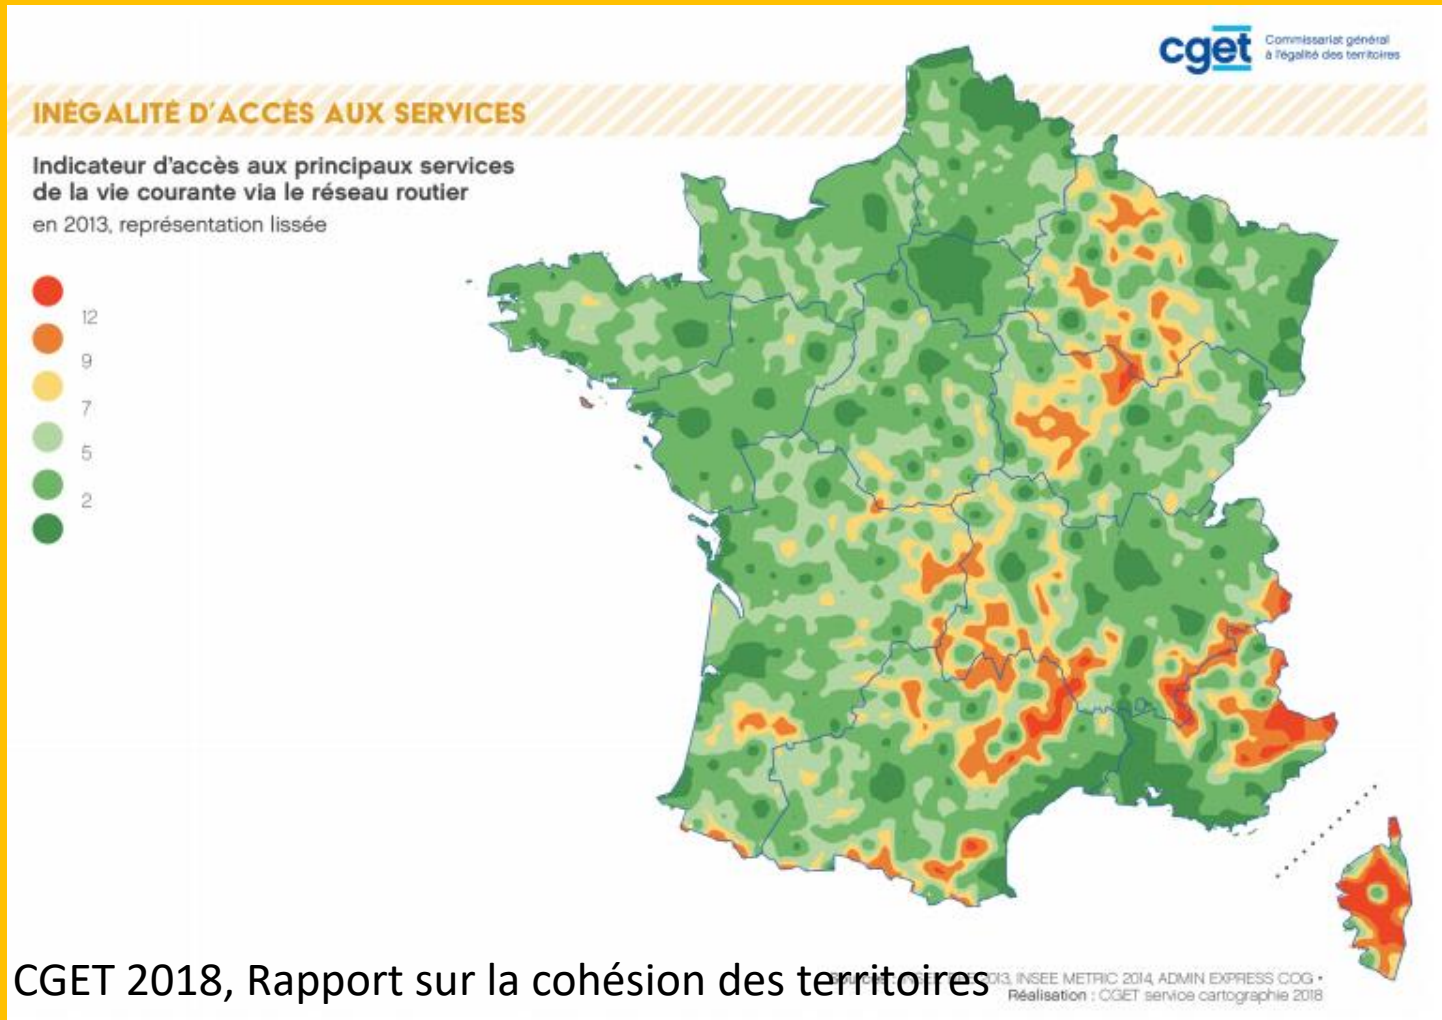 cget
Commissariat général
à l'égalité des territoires
INÉGALITÉ D'ACCÈS AUX SERVICES
Indicateur d'accès aux principaux services
de la vie courante via le réseau routier
en 2013, représentation lissée
12
9
7
5
2
CGET 2018, Rapport sur la cohésion des territoires
2013, INSEE METRIC 2014, ADMIN EXPRESS COG •
Réalisation : CGET service cartographie 2018